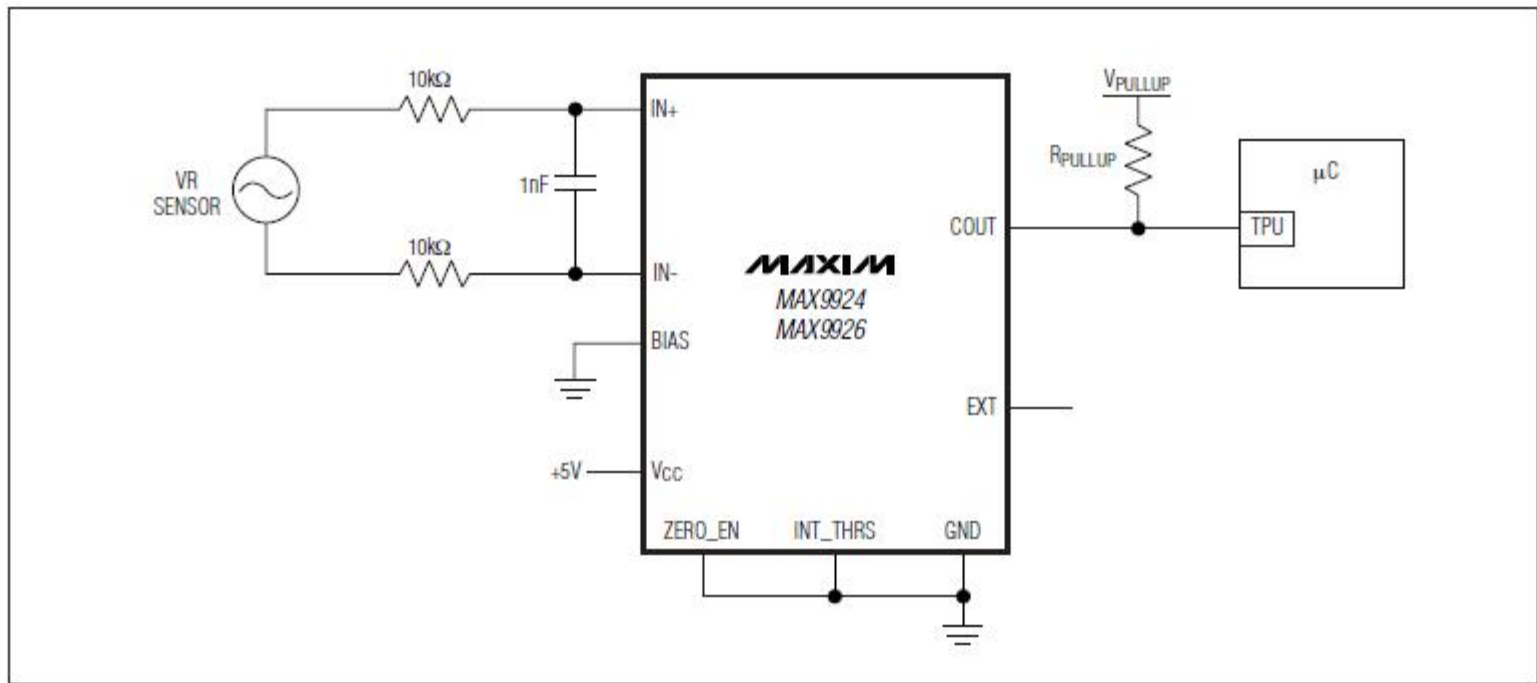 10kΩ
VR
SENSOR
1nF
10kΩ
IN+
IN-
BIAS
+5V
VCC
ZERO_EN
INT_THRS
GND
MAXIM
MAX9924
MAX9926
COUT
EXT
VPULLUP
RPULLUP
μC
TPU